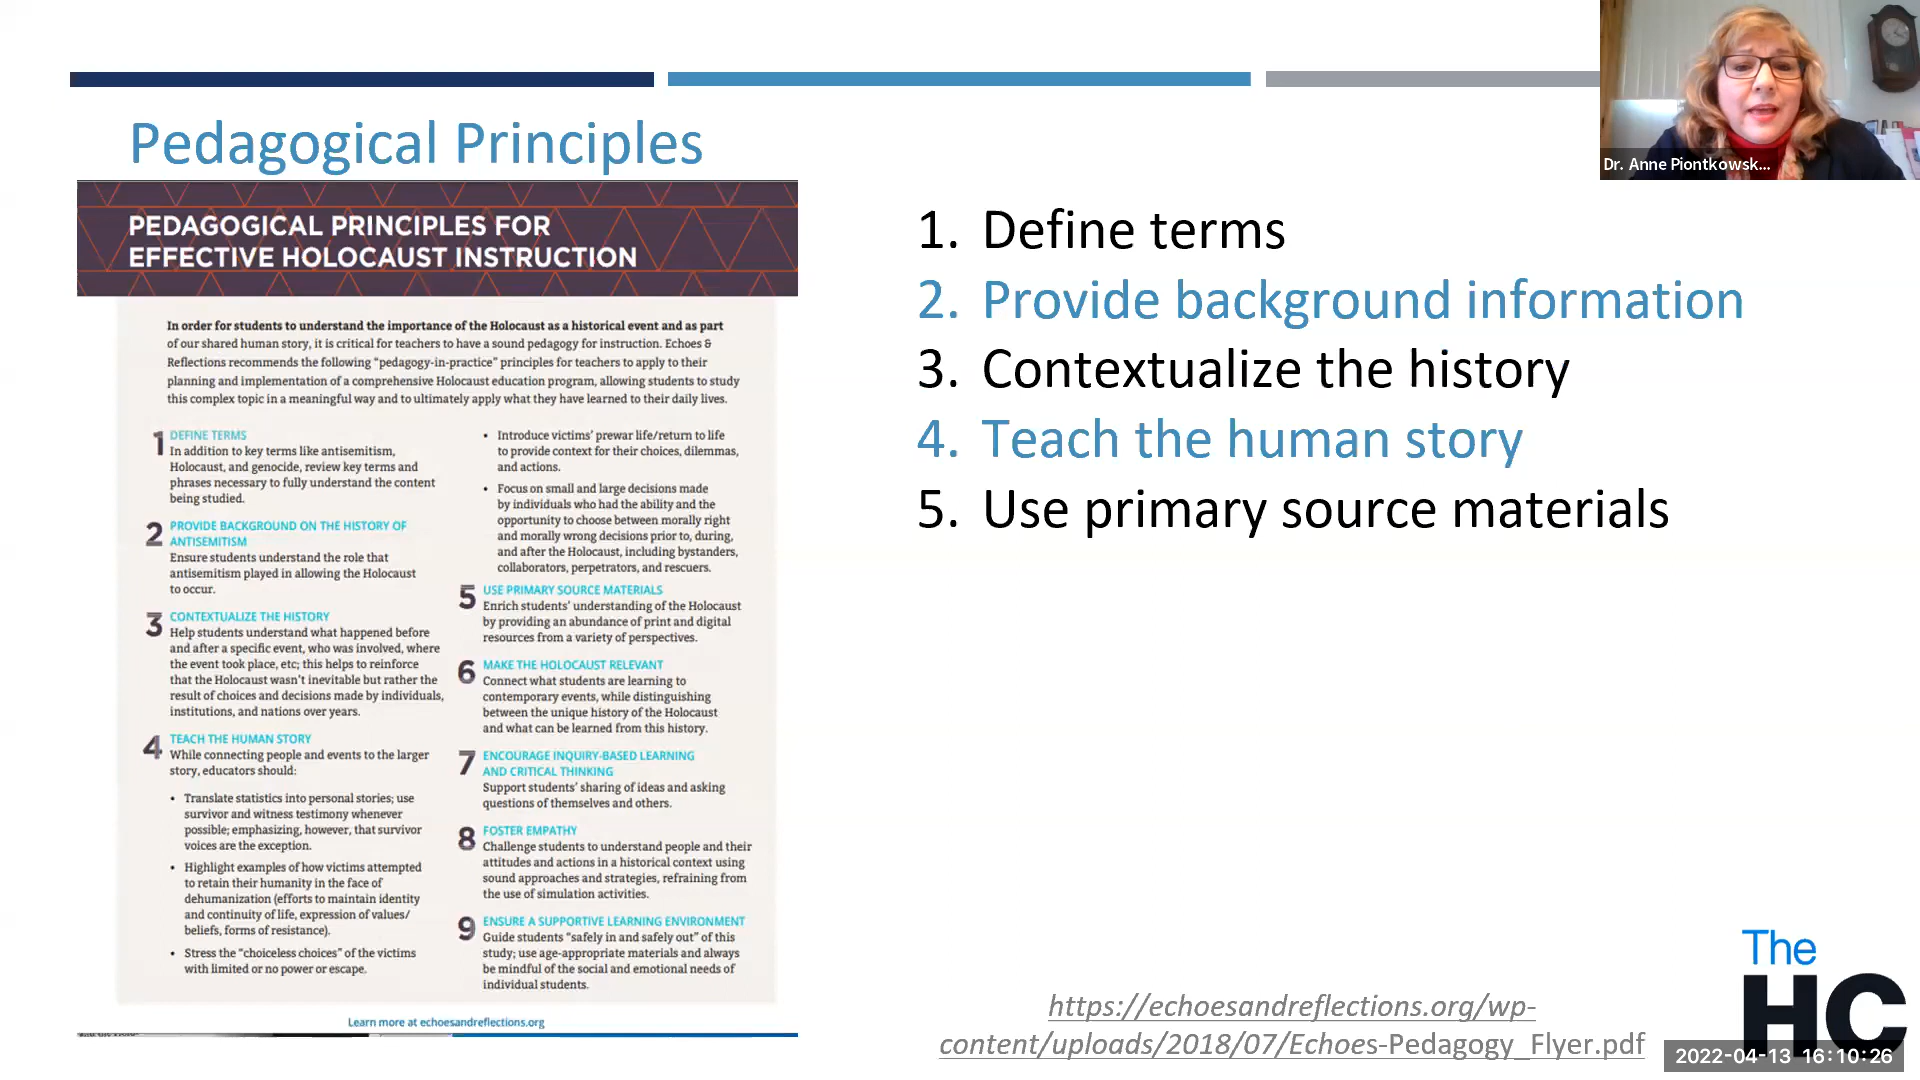 Pedagogical Principles
PEDAGOGICAL PRINCIPLES FOR
EFFECTIVE HOLOCAUST INSTRUCTION
In order for students to understand the importance of the Holocaust as a historical event and as part
of our shared human story, it is critical for teachers to have a sound pedagogy for instruction. Echoes &
Reflections recommends the following “pedagogy-in-practice” principles for teachers to apply to their
planning and implementation of a comprehensive Holocaust education program, allowing students to study
this complex topic in a meaningful way and to ultimately apply what they have learned to their daily lives.
1 DEFINE TERMS
In addition to key terms like antisemitism,
Holocaust, and genocide, review key terms and
phrases necessary to fully understand the content
being studied.
2 PROVIDE BACKGROUND ON THE HISTORY OF
ANTISEMITISM
Ensure students understand the role that
antisemitism played in allowing the Holocaust
to occur.
3 CONTEXTUALIZE THE HISTORY
Help students understand what happened before
and after a specific event, who was involved, where
the event took place, etc; this helps to reinforce
that the Holocaust wasn't inevitable but rather the
result of choices and decisions made by individuals,
institutions, and nations over years.
4 TEACH THE HUMAN STORY
While connecting people and events to the larger
story, educators should:
• Translate statistics into personal stories; use
survivor and witness testimony whenever
possible; emphasizing, however, that survivor
voices are the exception.
• Highlight examples of how victims attempted
to retain their humanity in the face of
dehumanization (efforts to maintain identity
and continuity of life, expression of values/
beliefs, forms of resistance).
• Stress the “choiceless choices” of the victims
with limited or no power or escape.
• Introduce victims' prewar life/return to life
to provide context for their choices, dilemmas,
and actions.
• Focus on small and large decisions made
by individuals who had the ability and the
opportunity to choose between morally right
and morally wrong decisions prior to, during,
and after the Holocaust, including bystanders,
collaborators, perpetrators, and rescuers.
5 USE PRIMARY SOURCE MATERIALS
Enrich students' understanding of the Holocaust
by providing an abundance of print and digital
resources from a variety of perspectives.
6 MAKE THE HOLOCAUST RELEVANT
Connect what students are learning to
contemporary events, while distinguishing
between the unique history of the Holocaust
and what can be learned from this history.
7 ENCOURAGE INQUIRY-BASED LEARNING
AND CRITICAL THINKING
Support students' sharing of ideas and asking
questions of themselves and others.
8 FOSTER EMPATHY
Challenge students to understand people and their
attitudes and actions in a historical context using
sound approaches and strategies, refraining from
the use of simulation activities.
9 ENSURE A SUPPORTIVE LEARNING ENVIRONMENT
Guide students “safely in and safely out” of this
study; use age-appropriate materials and always
be mindful of the social and emotional needs of
individual students.
Learn more at echoesandreflections.org
1. Define terms
2. Provide background information
3. Contextualize the history
4. Teach the human story
5. Use primary source materials
https://echoesandreflections.org/wp-
content/uploads/2018/07/Echoes-Pedagogy_Flyer.pdf
Dr. Anne Piontkowsk...
The
HC
2022-04-13 16:10:26